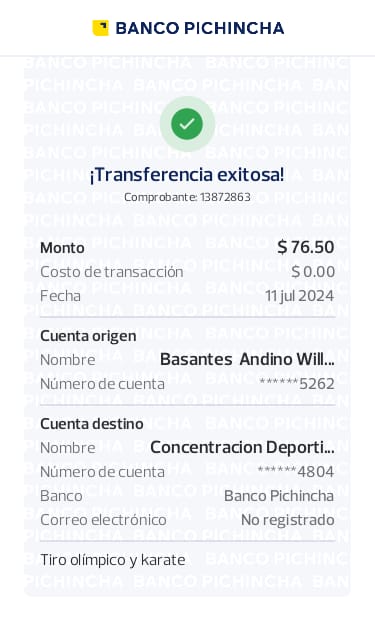 BANCO PICHINCHA
¡Transferencia exitosa!
Comprobante: 13872863
Monto $ 76.50
Costo de transacción $ 0.00
Fecha 11 jul 2024
Cuenta origen
Nombre Basantes Andino Will...
Número de cuenta ******5262
Cuenta destino
Nombre Concentracion Deporti...
Número de cuenta ******4804
Banco Banco Pichincha
Correo electrónico No registrado
Tiro olímpico y karate